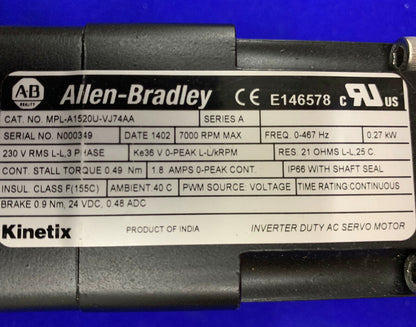 AB Allen-Bradley CE E146578 c RU US
CAT. NO. MPL-A1520U-VJ74AA SERIES A
SERIAL NO. N000349 DATE 1402 7000 RPM MAX FREQ. 0-467 Hz 0.27 kW
230 V RMS L-L,3 PHASE Ke36 V 0-PEAK L-L/kRPM RES. 21 OHMS L-L,25 C
CONT. STALL TORQUE 0.49 Nm 1.8 AMPS 0-PEAK CONT. IP66 WITH SHAFT SEAL
INSUL. CLASS F(155C) AMBIENT 40 C PWM SOURCE VOLTAGE TIME RATING CONTINUOUS
BRAKE 0.9 Nm, 24 VDC, 0.48 ADC
Kinetix PRODUCT OF INDIA INVERTER DUTY AC SERVO MOTOR